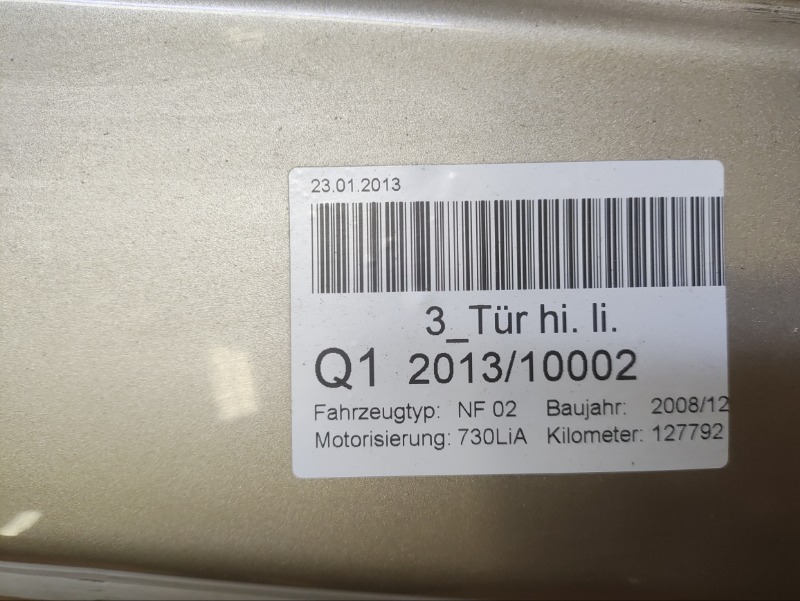 23.01.2013
3_Tür hi. li.
Q1 2013/10002
Fahrzeugtyp: NF 02 Baujahr: 2008/12
Motorisierung: 730LiA Kilometer: 127792